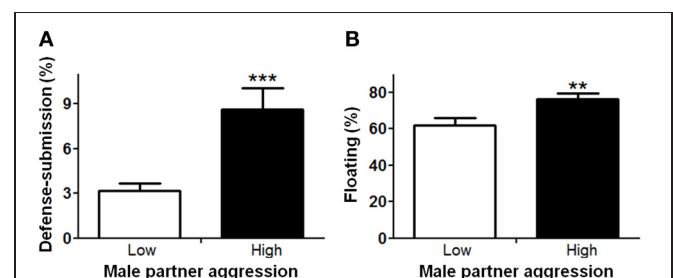 A
Defense-submission (%)
9
6
3
0
***
Low
High
Male partner aggression
B
Floating (%)
80
60
40
20
0
**
Low
High
Male partner aggression